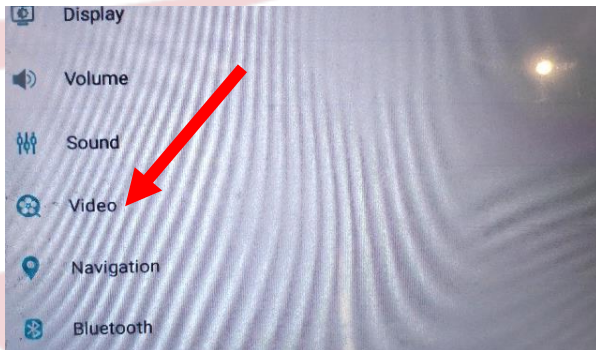 Display
Volume
Sound
Video
Navigation
Bluetooth